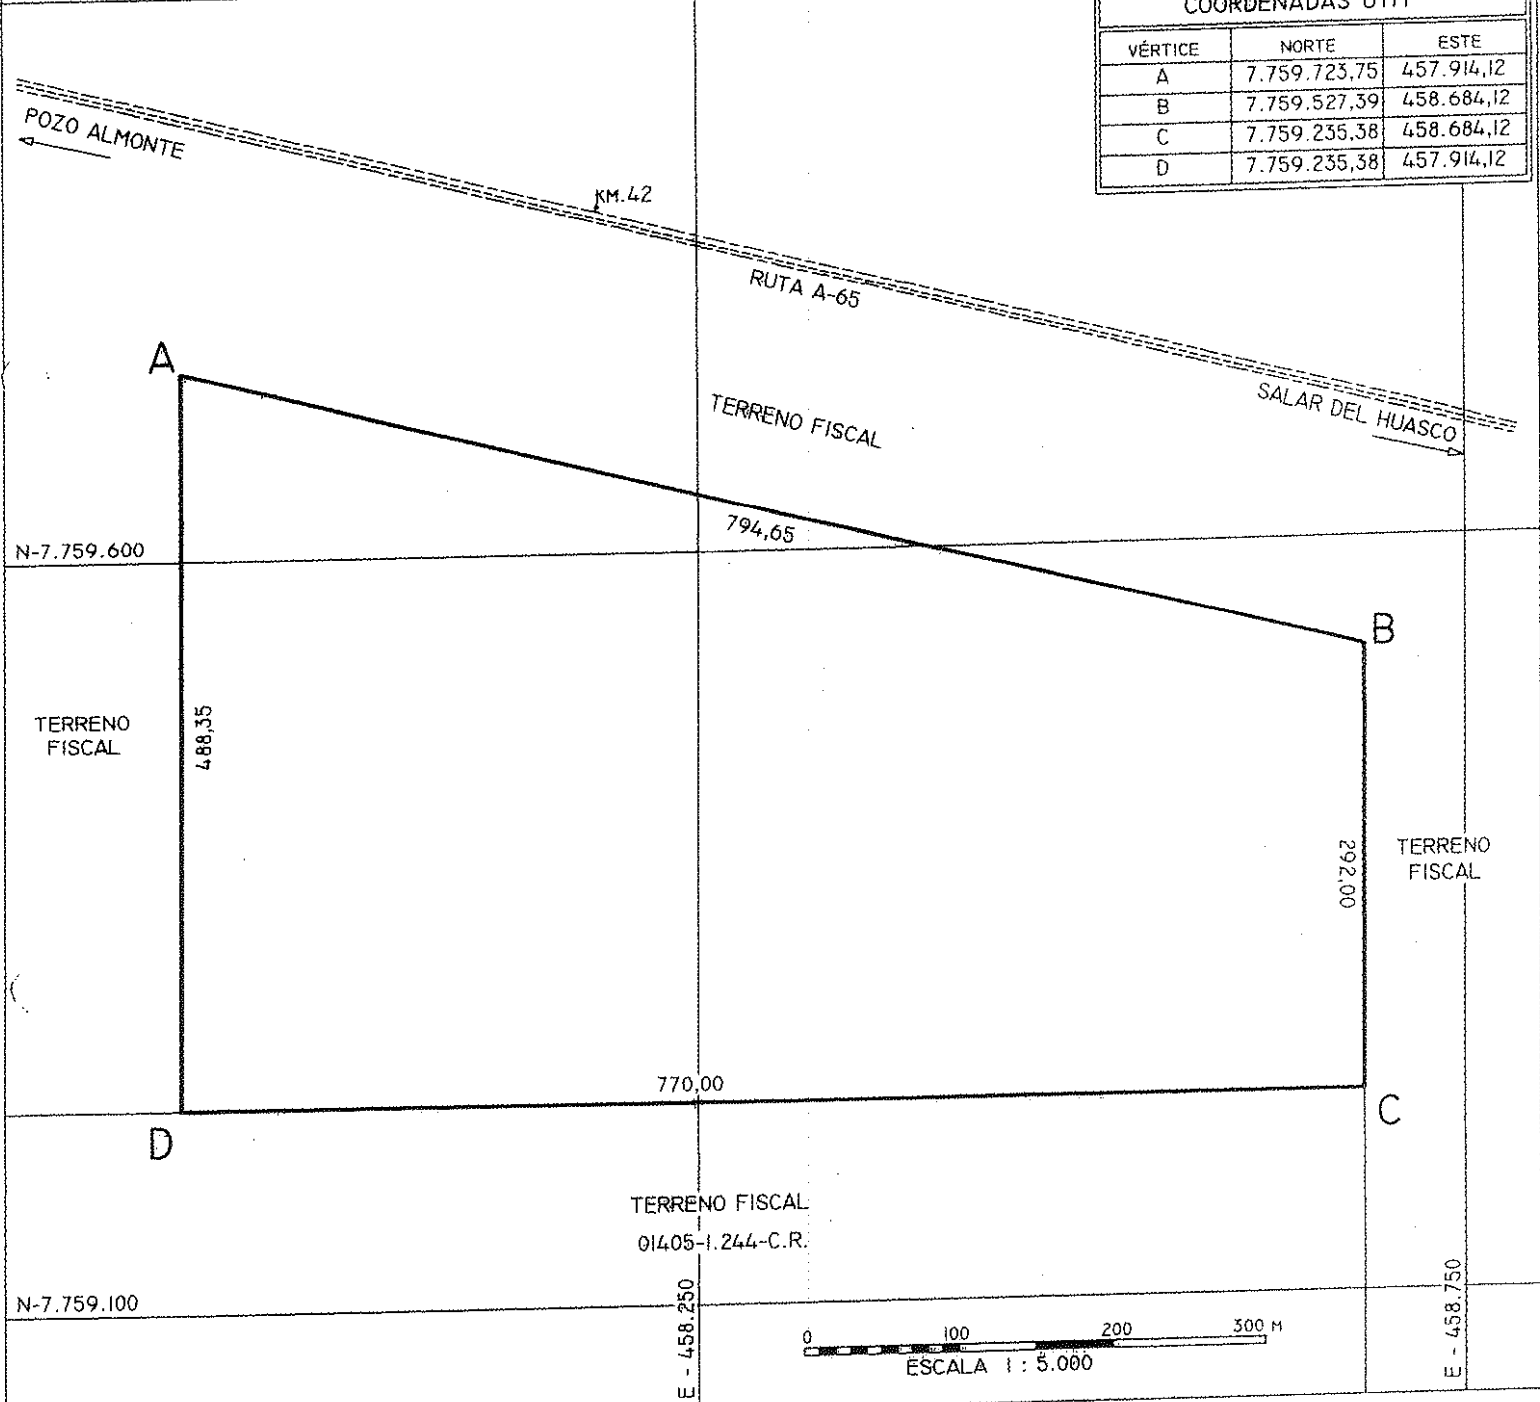 COORDENADAS UTM
VÉRTICE NORTE ESTE
A 7.759.723,75 457.914,12
B 7.759.527,39 458.684,12
C 7.759.235,38 458.684,12
D 7.759.235,38 457.914,12
POZO ALMONTE
KM.42
RUTA A-65
SALAR DEL HUASCO
A
TERRENO FISCAL
794,65
N-7.759.600
B
TERRENO
FISCAL
488,35
292,00
TERRENO
FISCAL
770,00
D
C
TERRENO FISCAL
01405-1.244-C.R.
N-7.759.100
E - 458.250
E - 458.750
0 100 200 300 M
ESCALA 1 : 5.000